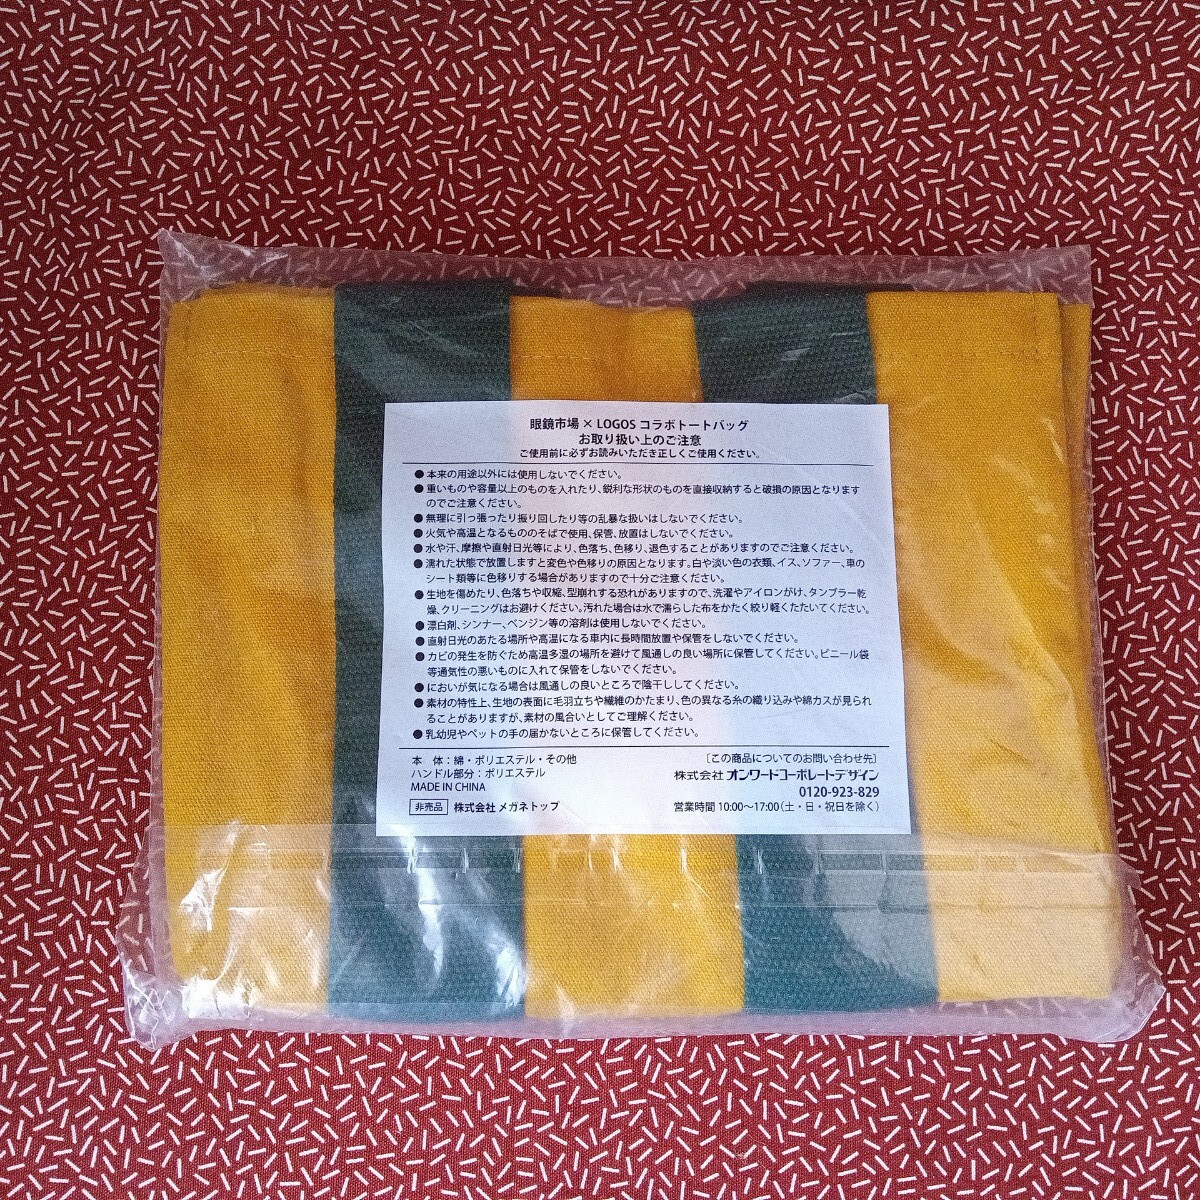 眼鏡市場 × LOGOS コラボトートバッグ
お取り扱い上のご注意
ご使用前に必ずお読みいただき正しくご使用ください。
●本来の用途以外には使用しないでください。
●重いものや容量以上のものを入れたり、鋭利な形状のものを直接収納すると破損の原因となります
のでご注意ください。
●無理に引っ張ったり振り回したり等の乱暴な扱いはしないでください。
●火気や高温となるもののそばで使用、保管、放置はしないでください。
●水や汗、摩擦や直射日光等により、色落ち、色移り、退色することがありますのでご注意ください。
●濡れた状態で放置しますと変色や色移りの原因となります。白や淡い色の衣類、イス、ソファー、車の
シート類等に色移りする場合がありますので十分ご注意ください。
●生地を傷めたり、色落ちや収縮、型崩れする恐れがありますので、洗濯やアイロンがけ、タンブラー乾
燥、クリーニングはお避けください。汚れた場合は水で濡らした布をかたく絞り軽くたたいてください。
●漂白剤、シンナー、ベンジン等の溶剤は使用しないでください。
●直射日光のあたる場所や高温になる車内に長時間放置や保管をしないでください。
●カビの発生を防ぐため高温多湿の場所を避けて風通しの良い場所に保管してください。ビニール袋
等通気性の悪いものに入れて保管をしないでください。
●においが気になる場合は風通しの良いところで陰干ししてください。
●素材の特性上、生地の表面に毛羽立ちや繊維のかたまり、色の異なる糸の織り込みや綿カスが見られ
ることがありますが、素材の風合いとしてご理解ください。
●乳幼児やペットの手の届かないところに保管してください。
本 体：綿・ポリエステル・その他
ハンドル部分：ポリエステル
MADE IN CHINA
非売品 株式会社 メガネトップ
〔この商品についてのお問い合わせ先〕
株式会社 オンワードコーポレートデザイン
0120-923-829
営業時間 10:00～17:00（土・日・祝日を除く）